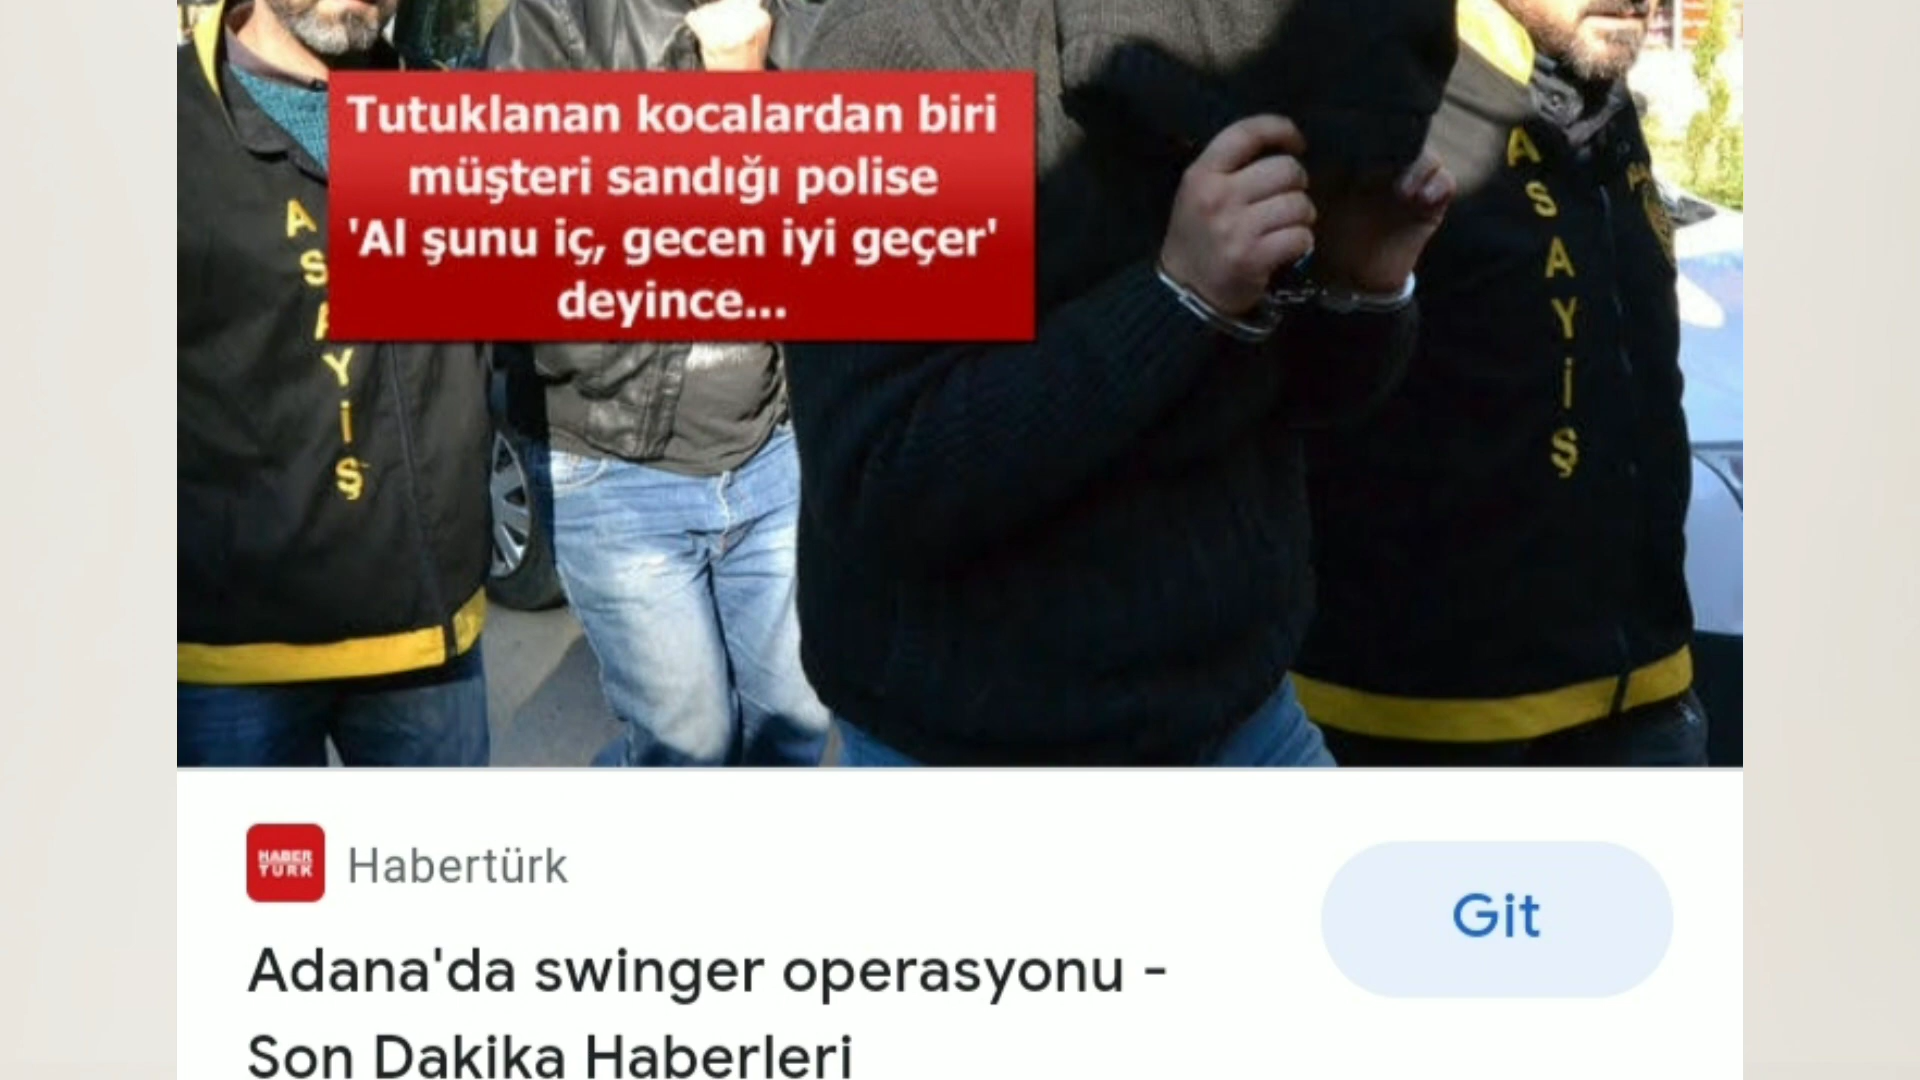 Tutuklanan kocalardan biri
müşteri sandığı polise
'Al şunu iç, gecen iyi geçer'
deyince...
ASAYİŞ
ASAYİŞ
HABER
TÜRK
Habertürk
Git
Adana'da swinger operasyonu -
Son Dakika Haberleri